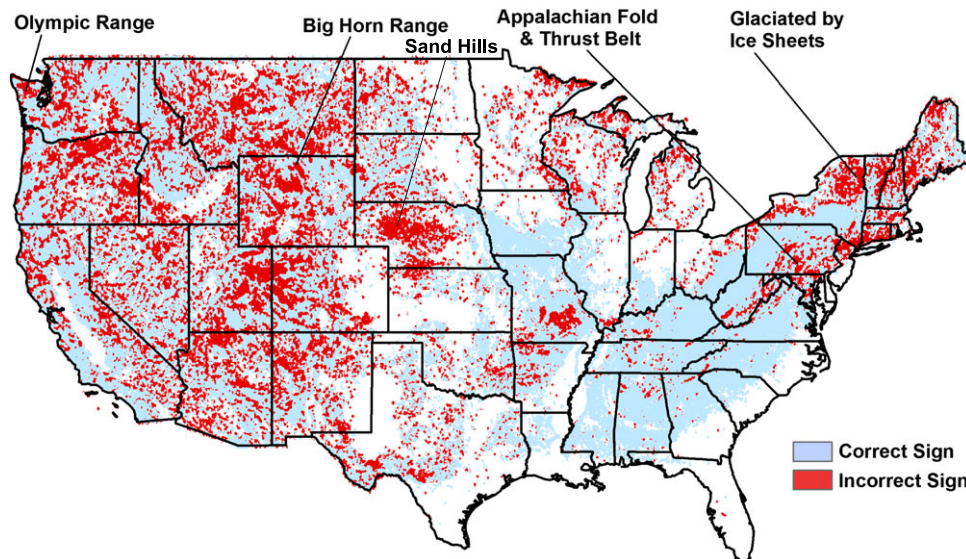 Olympic Range
Big Horn Range
Sand Hills
Appalachian Fold
& Thrust Belt
Glaciated by
Ice Sheets
Correct Sign
Incorrect Sign